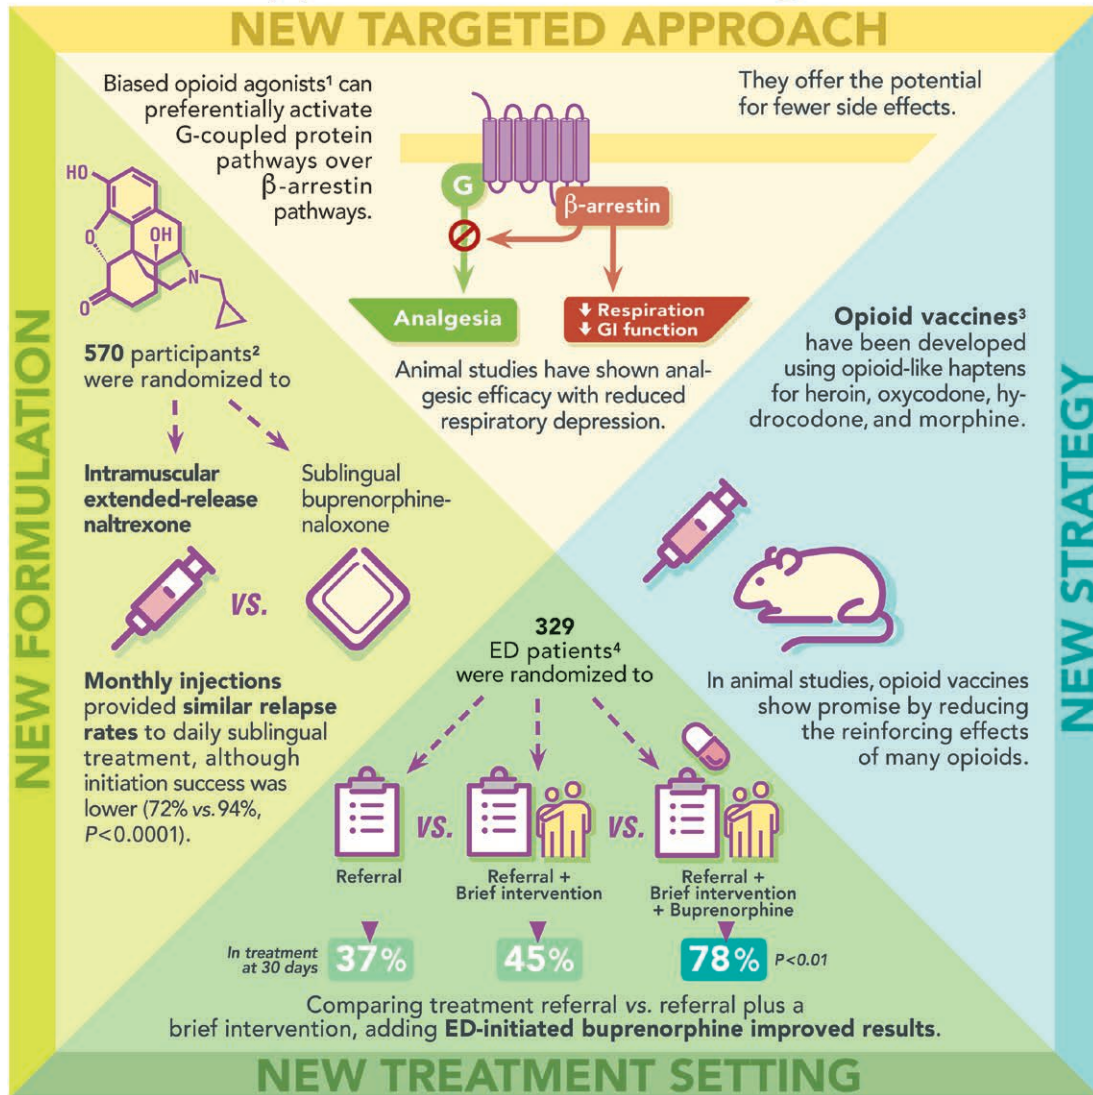 NEW TARGETED APPROACH
Biased opioid agonists¹ can
preferentially activate
G-coupled protein
pathways over
β-arrestin
pathways.
They offer the potential
for fewer side effects.
G
β-arrestin
Analgesia
⬇ Respiration
⬇ GI function
Animal studies have shown anal-
gesic efficacy with reduced
respiratory depression.
NEW FORMULATION
HO
O
OH
N
O
570 participants²
were randomized to
Intramuscular
extended-release
naltrexone
Sublingual
buprenorphine-
naloxone
VS.
Monthly injections
provided similar relapse
rates to daily sublingual
treatment, although
initiation success was
lower (72% vs. 94%,
P<0.0001).
NEW STRATEGY
Opioid vaccines³
have been developed
using opioid-like haptens
for heroin, oxycodone, hy-
drocodone, and morphine.
In animal studies, opioid vaccines
show promise by reducing
the reinforcing effects
of many opioids.
329
ED patients⁴
were randomized to
VS.
VS.
Referral
Referral +
Brief intervention
Referral +
Brief intervention
+ Buprenorphine
In treatment
at 30 days
37%
45%
78%
P<0.01
Comparing treatment referral vs. referral plus a
brief intervention, adding ED-initiated buprenorphine improved results.
NEW TREATMENT SETTING